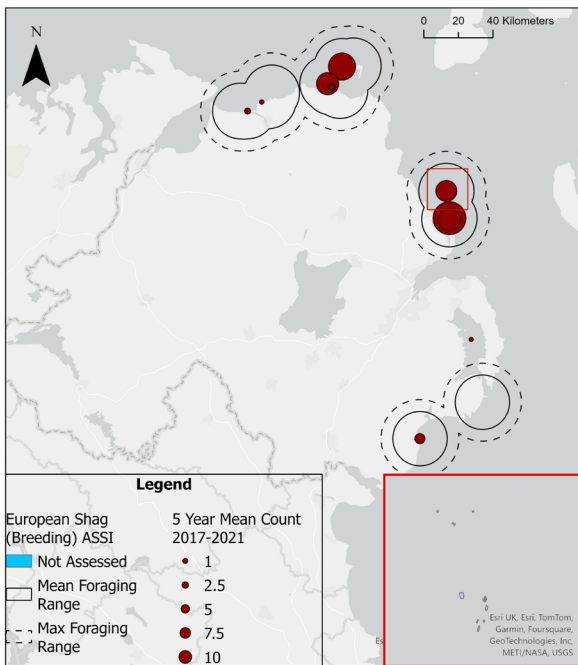 0 20 40 Kilometers
N
Legend
European Shag
(Breeding) ASSI
Not Assessed
Mean Foraging
Range
Max Foraging
Range
5 Year Mean Count
2017-2021
1
2.5
5
7.5
10
Es
Esri UK, Esri, TomTom,
Garmin, Foursquare,
GeoTechnologies, Inc,
METI/NASA, USGS